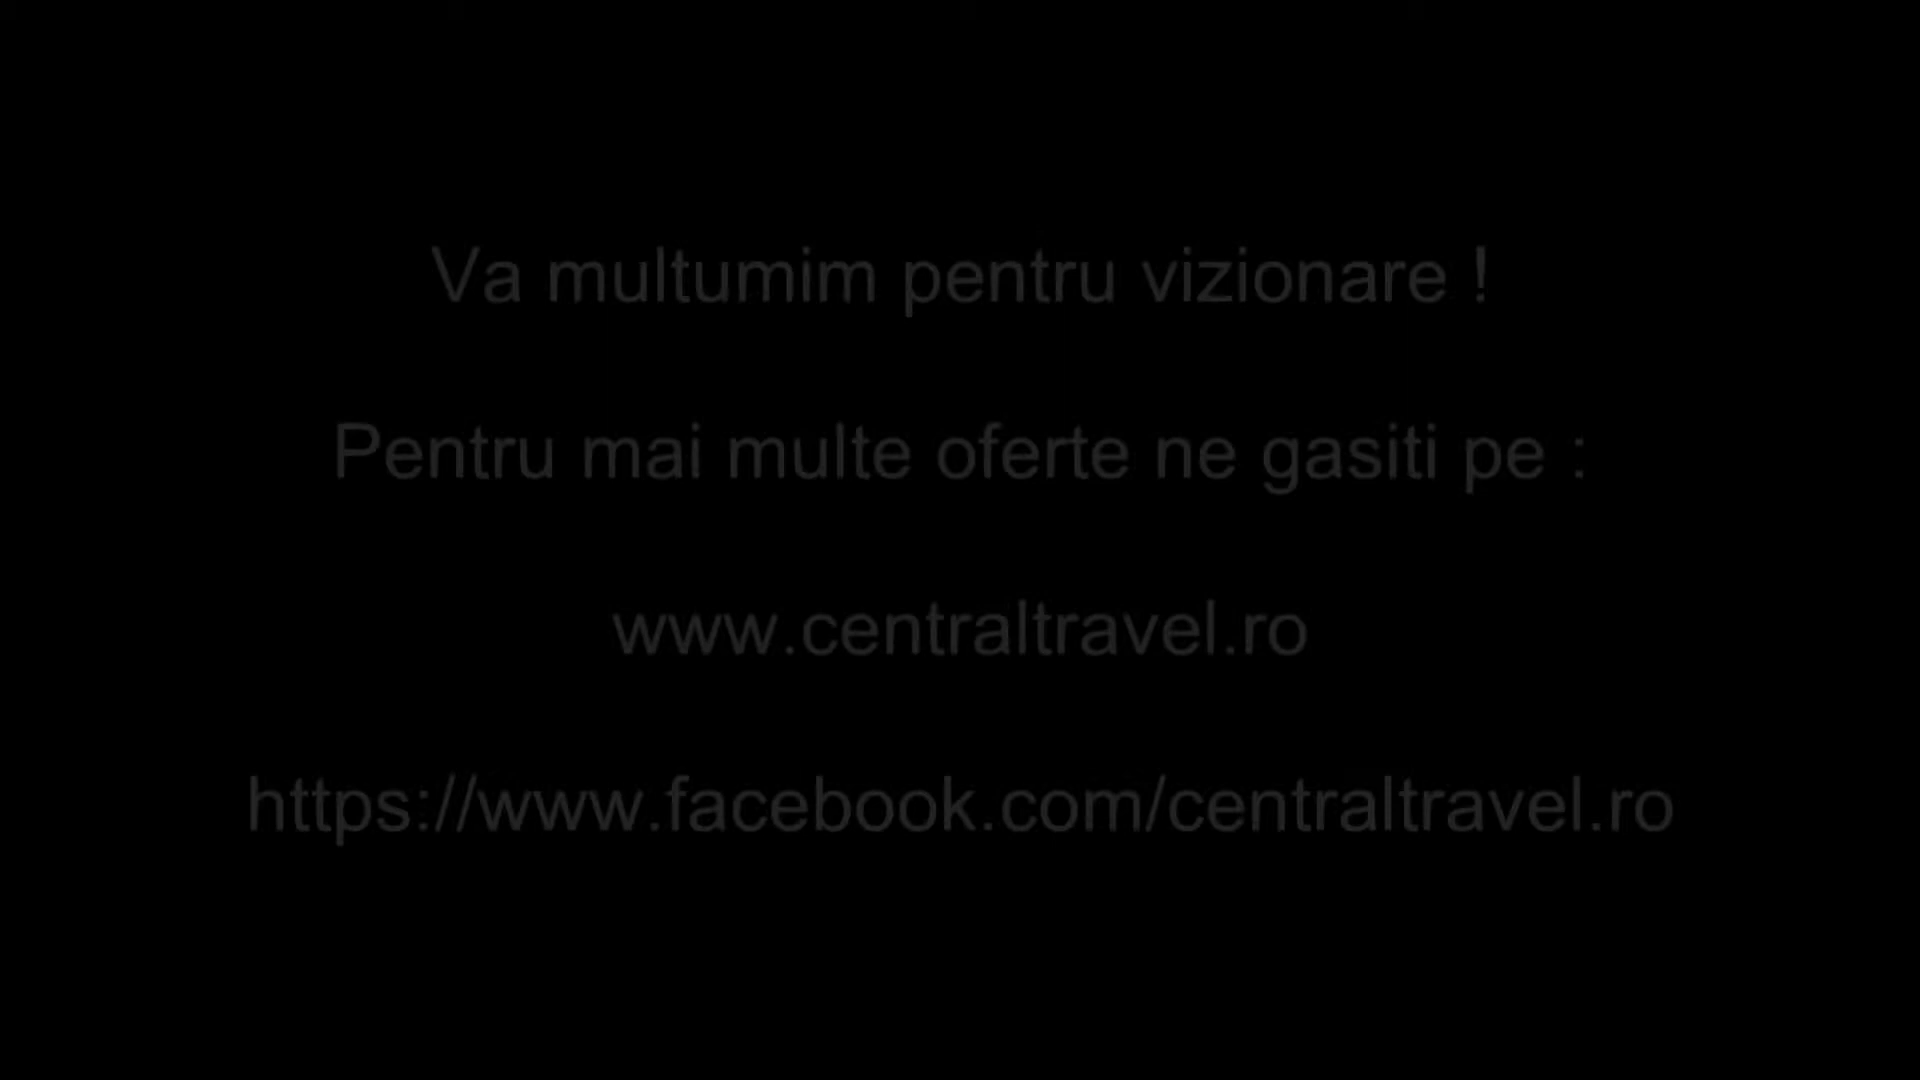 Va multumim pentru vizionare !
Pentru mai multe oferte ne gasiti pe :
www.centraltravel.ro
https://www.facebook.com/centraltravel.ro